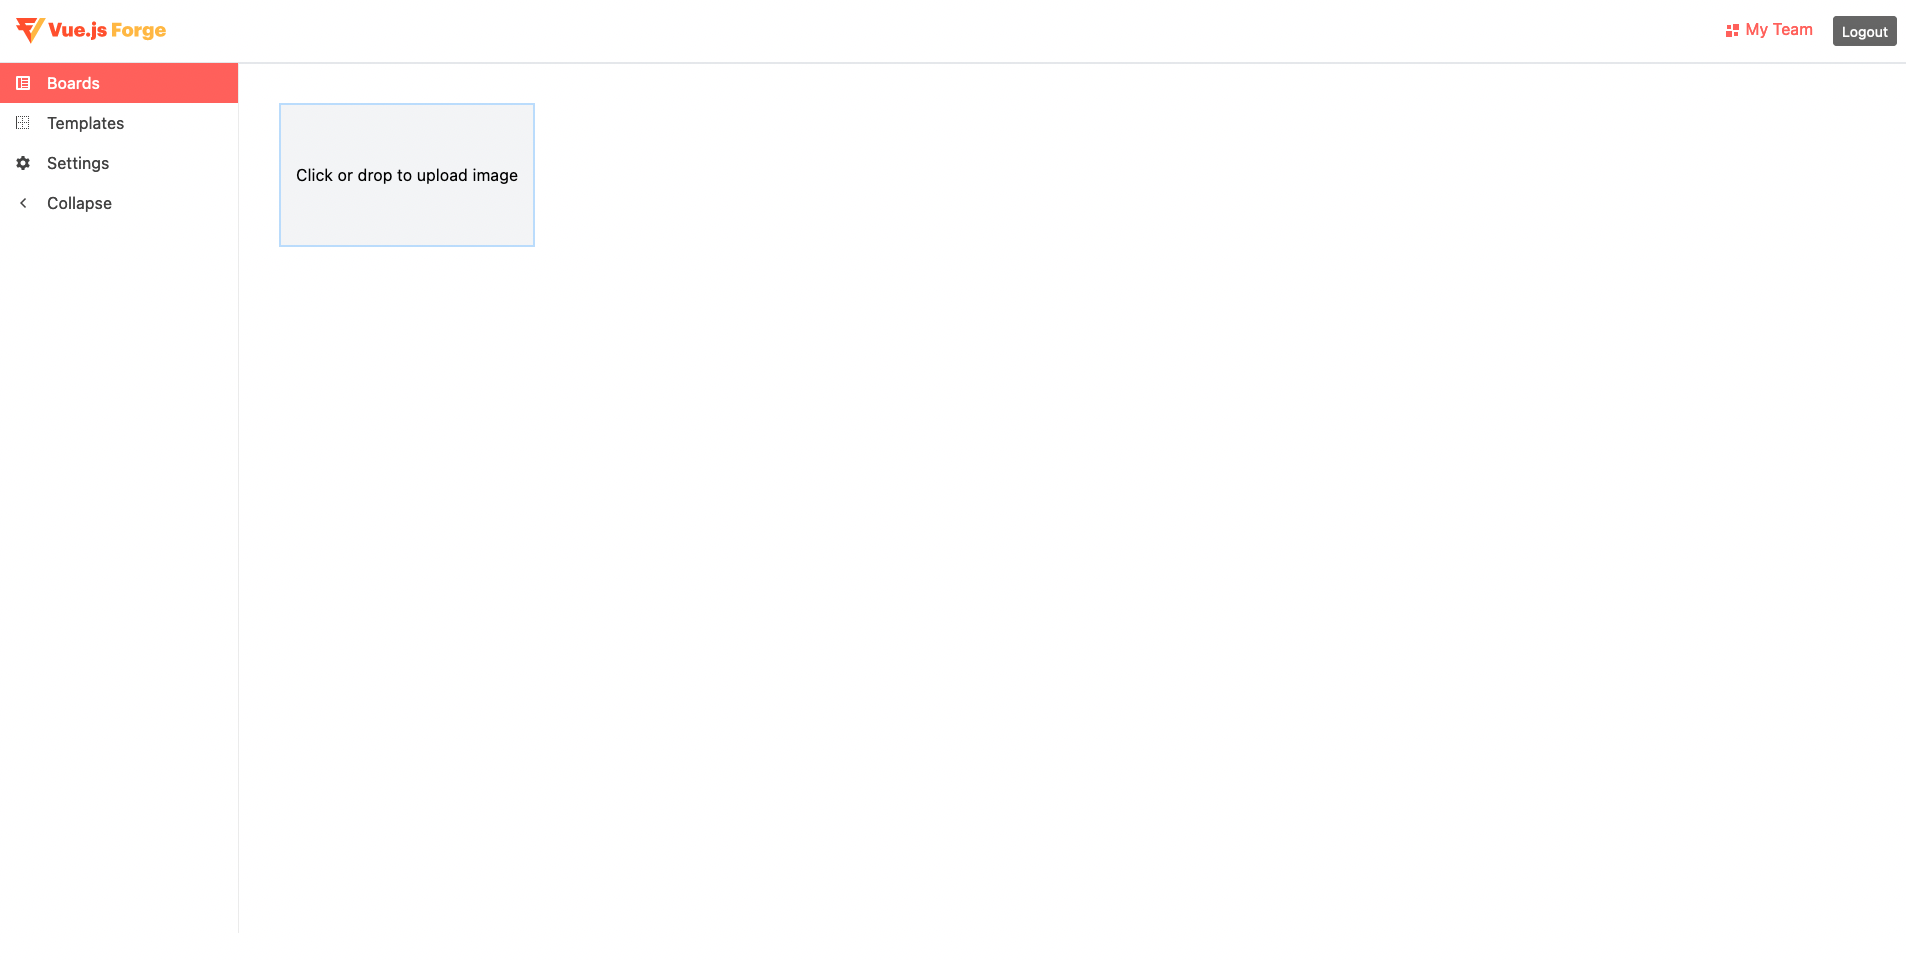 Vue.js Forge
My Team
Logout
Boards
Templates
Settings
Collapse
Click or drop to upload image